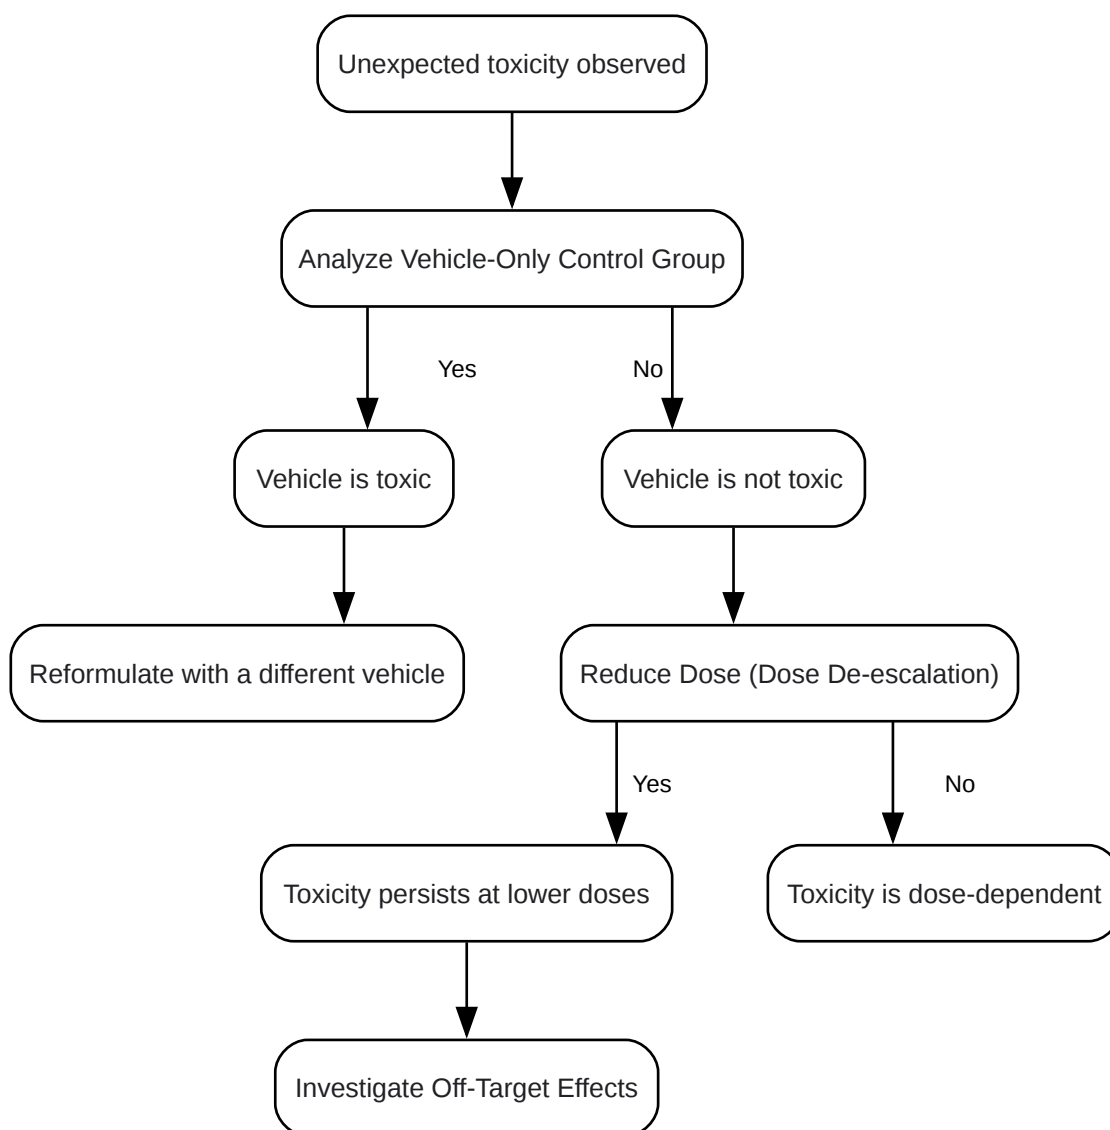 Unexpected toxicity observed
Analyze Vehicle-Only Control Group
Yes
No
Vehicle is toxic
Vehicle is not toxic
Reformulate with a different vehicle
Reduce Dose (Dose De-escalation)
Yes
No
Toxicity persists at lower doses
Toxicity is dose-dependent
Investigate Off-Target Effects